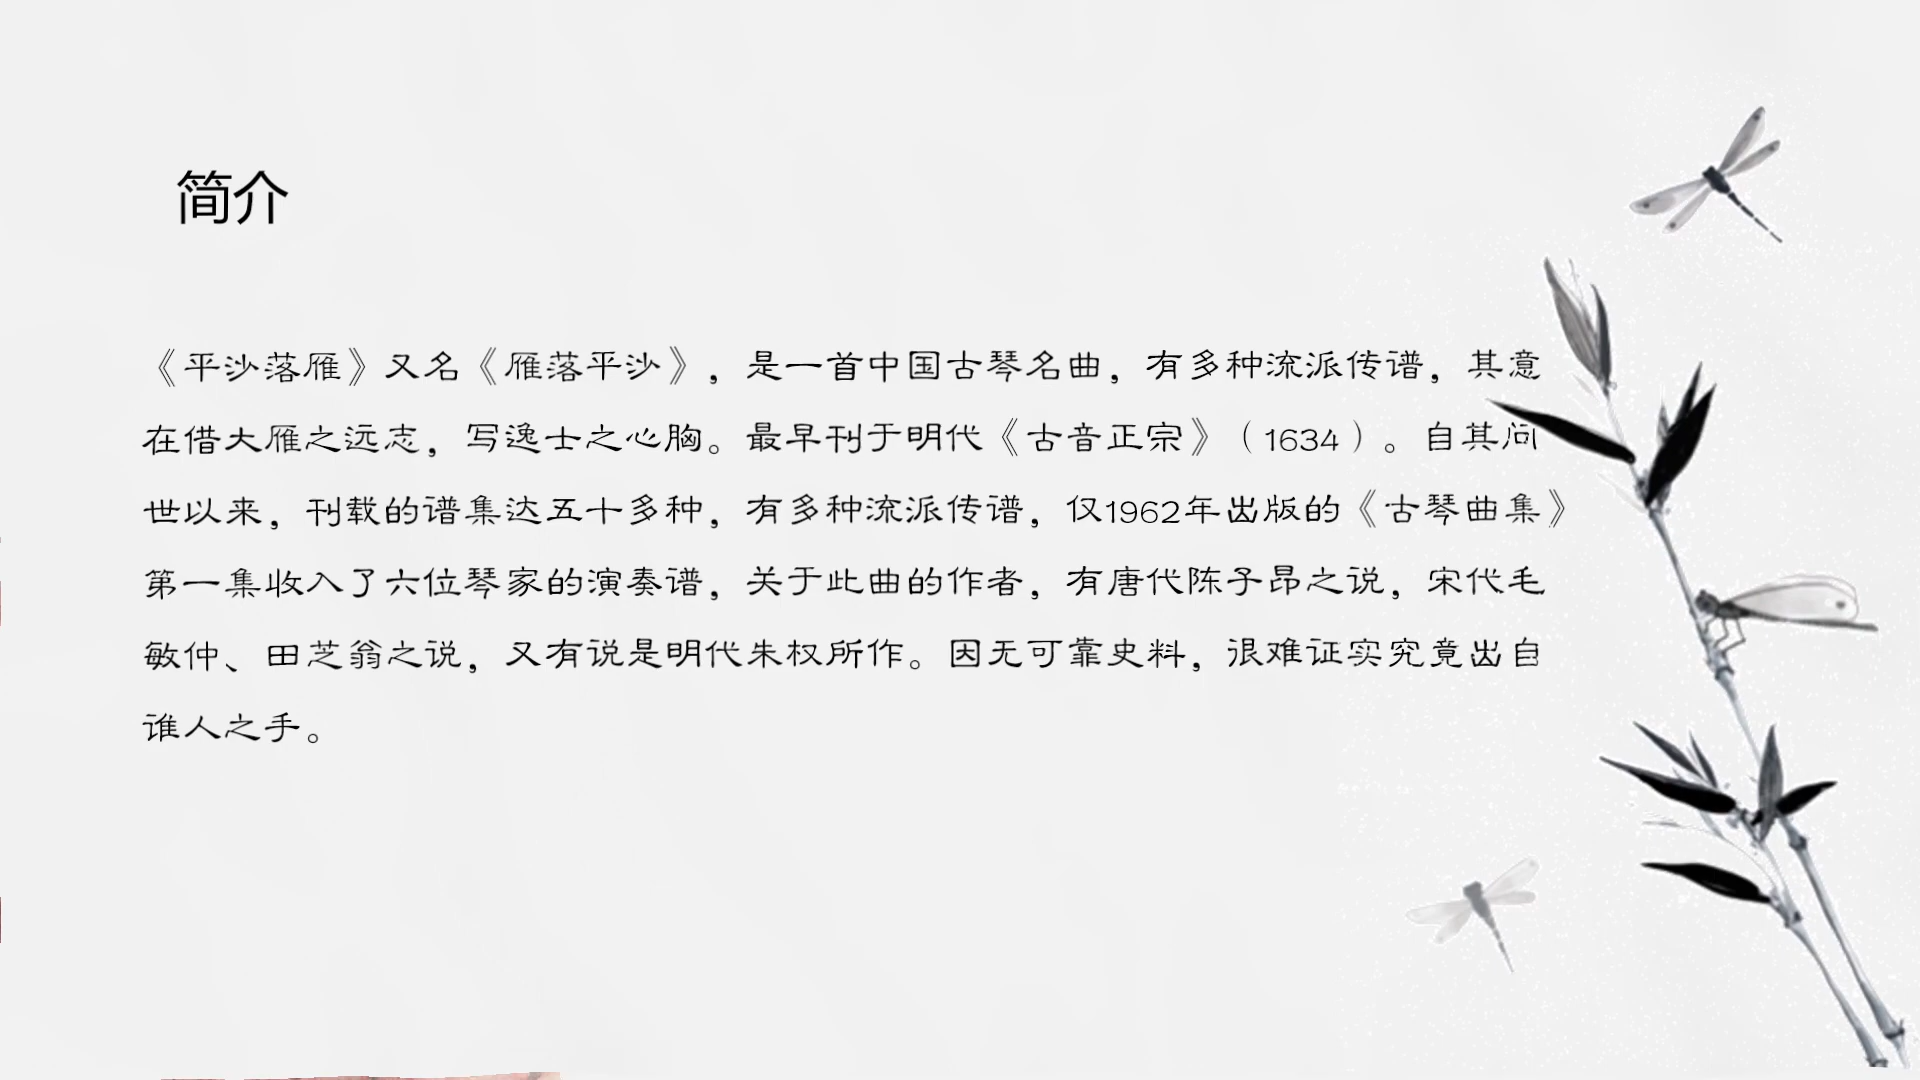 简介
《平沙落雁》又名《雁落平沙》，是一首中国古琴名曲，有多种流派传谱，其意
在借大雁之远志，写逸士之心胸。最早刊于明代《古音正宗》（1634）。自其问
世以来，刊载的谱集达五十多种，有多种流派传谱，仅1962年出版的《古琴曲集》
第一集收入了六位琴家的演奏谱，关于此曲的作者，有唐代陈子昂之说，宋代毛
敏仲、田芝翁之说，又有说是明代朱权所作。因无可靠史料，很难证实究竟出自
谁人之手。